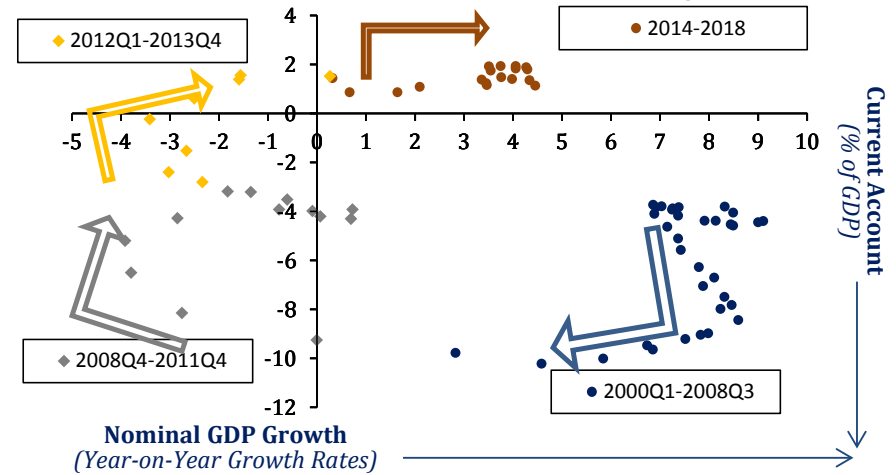 4
2012Q1-2013Q4
2014-2018
2
0
-5 -4 -3 -2 -1 0 1 2 3 4 5 6 7 8 9 10
-2
-4
-6
-8
-10
-12
2008Q4-2011Q4
2000Q1-2008Q3
Current Account
(% of GDP)
Nominal GDP Growth
(Year-on-Year Growth Rates)